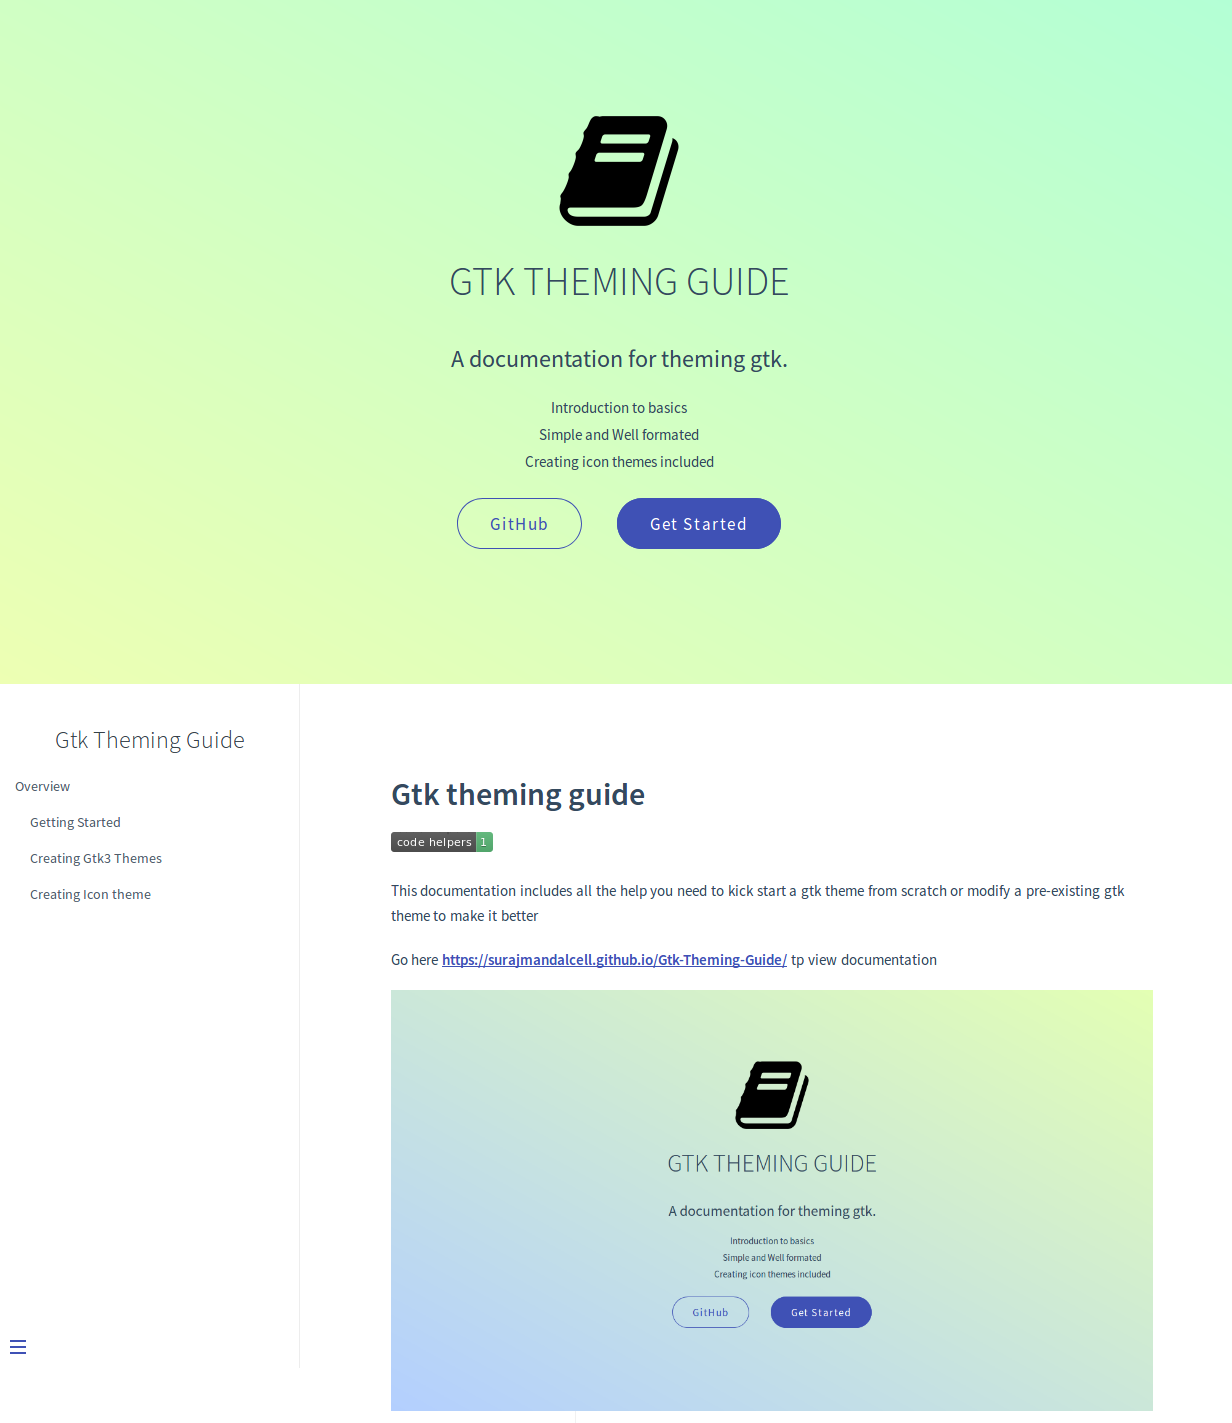 GTK THEMING GUIDE
A documentation for theming gtk.
Introduction to basics
Simple and Well formated
Creating icon themes included
GitHub
Get Started
Gtk Theming Guide
Overview
Getting Started
Creating Gtk3 Themes
Creating Icon theme
Gtk theming guide
code helpers 1
This documentation includes all the help you need to kick start a gtk theme from scratch or modify a pre-existing gtk
theme to make it better
Go here https://surajmandalcell.github.io/Gtk-Theming-Guide/ tp view documentation
GTK THEMING GUIDE
A documentation for theming gtk.
Introduction to basics
Simple and Well formated
Creating icon themes included
GitHub
Get Started